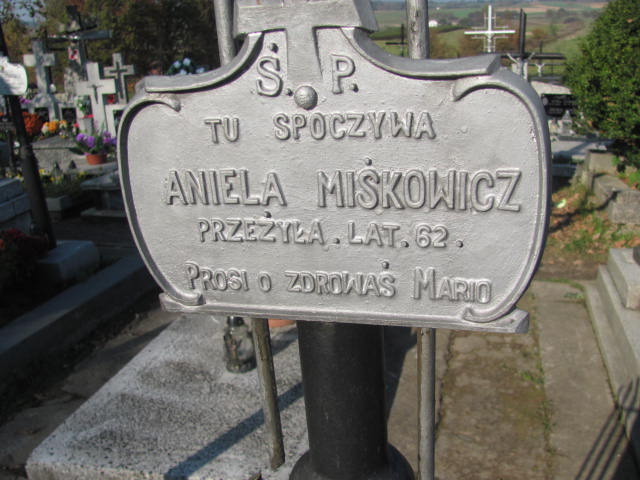 Ś. P.
TU SPOCZYWA
ANIELA MIŚKOWICZ
PRZEŻYŁA. LAT. 62.
PROSI O ZDROWAŚ MARIO